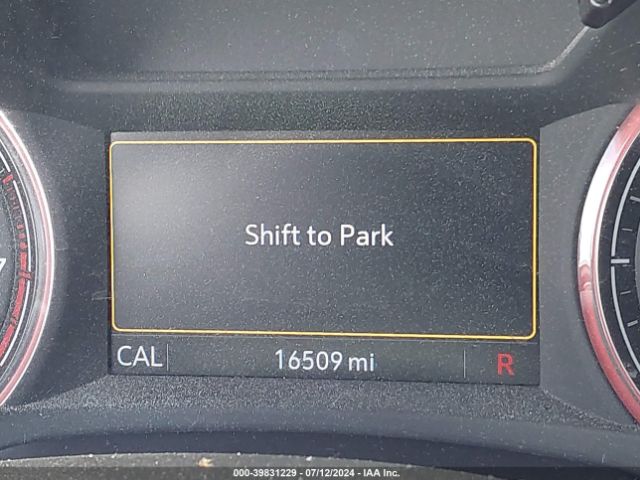 Shift to Park
CAL 16509 mi R
000-39831229 - 07/12/2024 - IAA Inc.